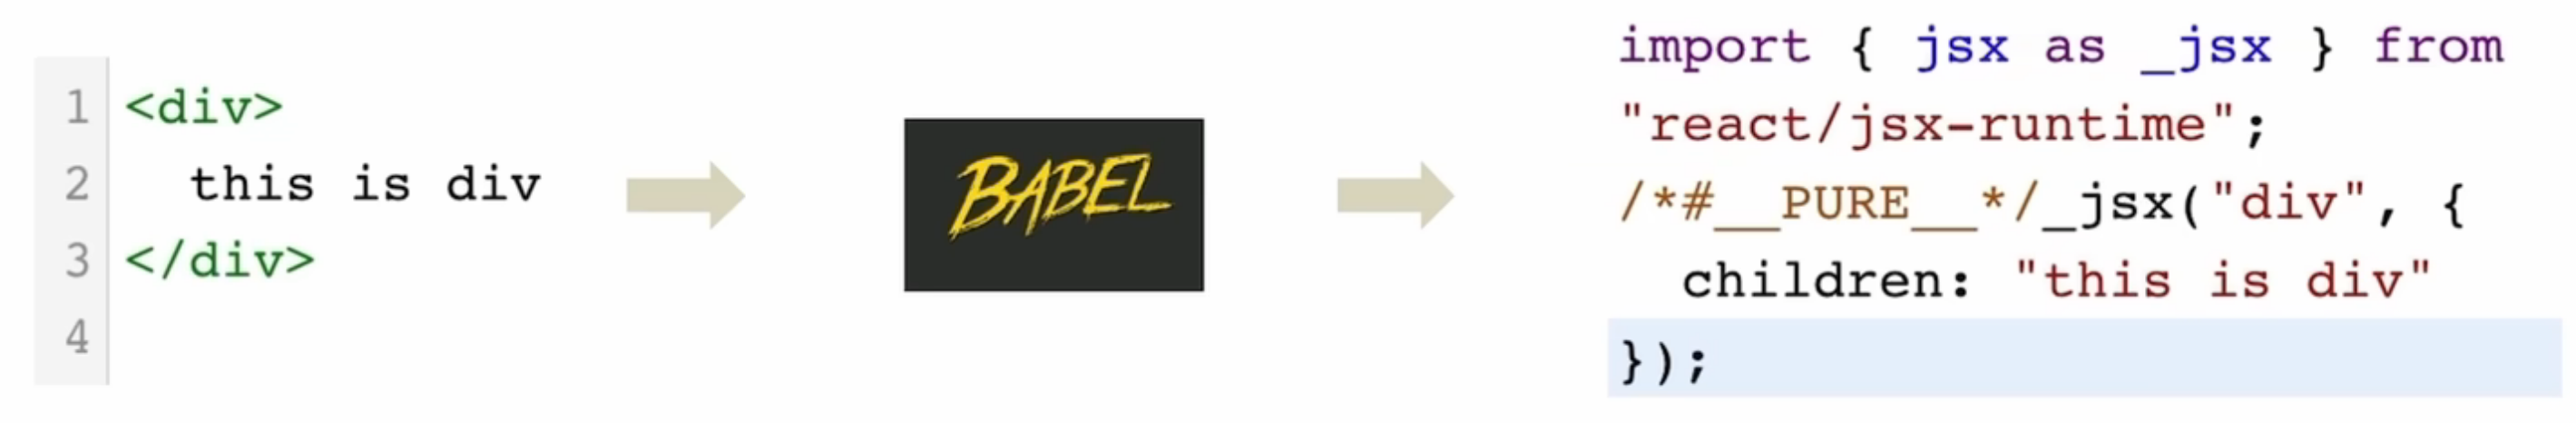 1 <div>
2   this is div
3 </div>
4
BABEL
import { jsx as _jsx } from
"react/jsx-runtime";
/*#__PURE__*/_jsx("div", {
  children: "this is div"
});